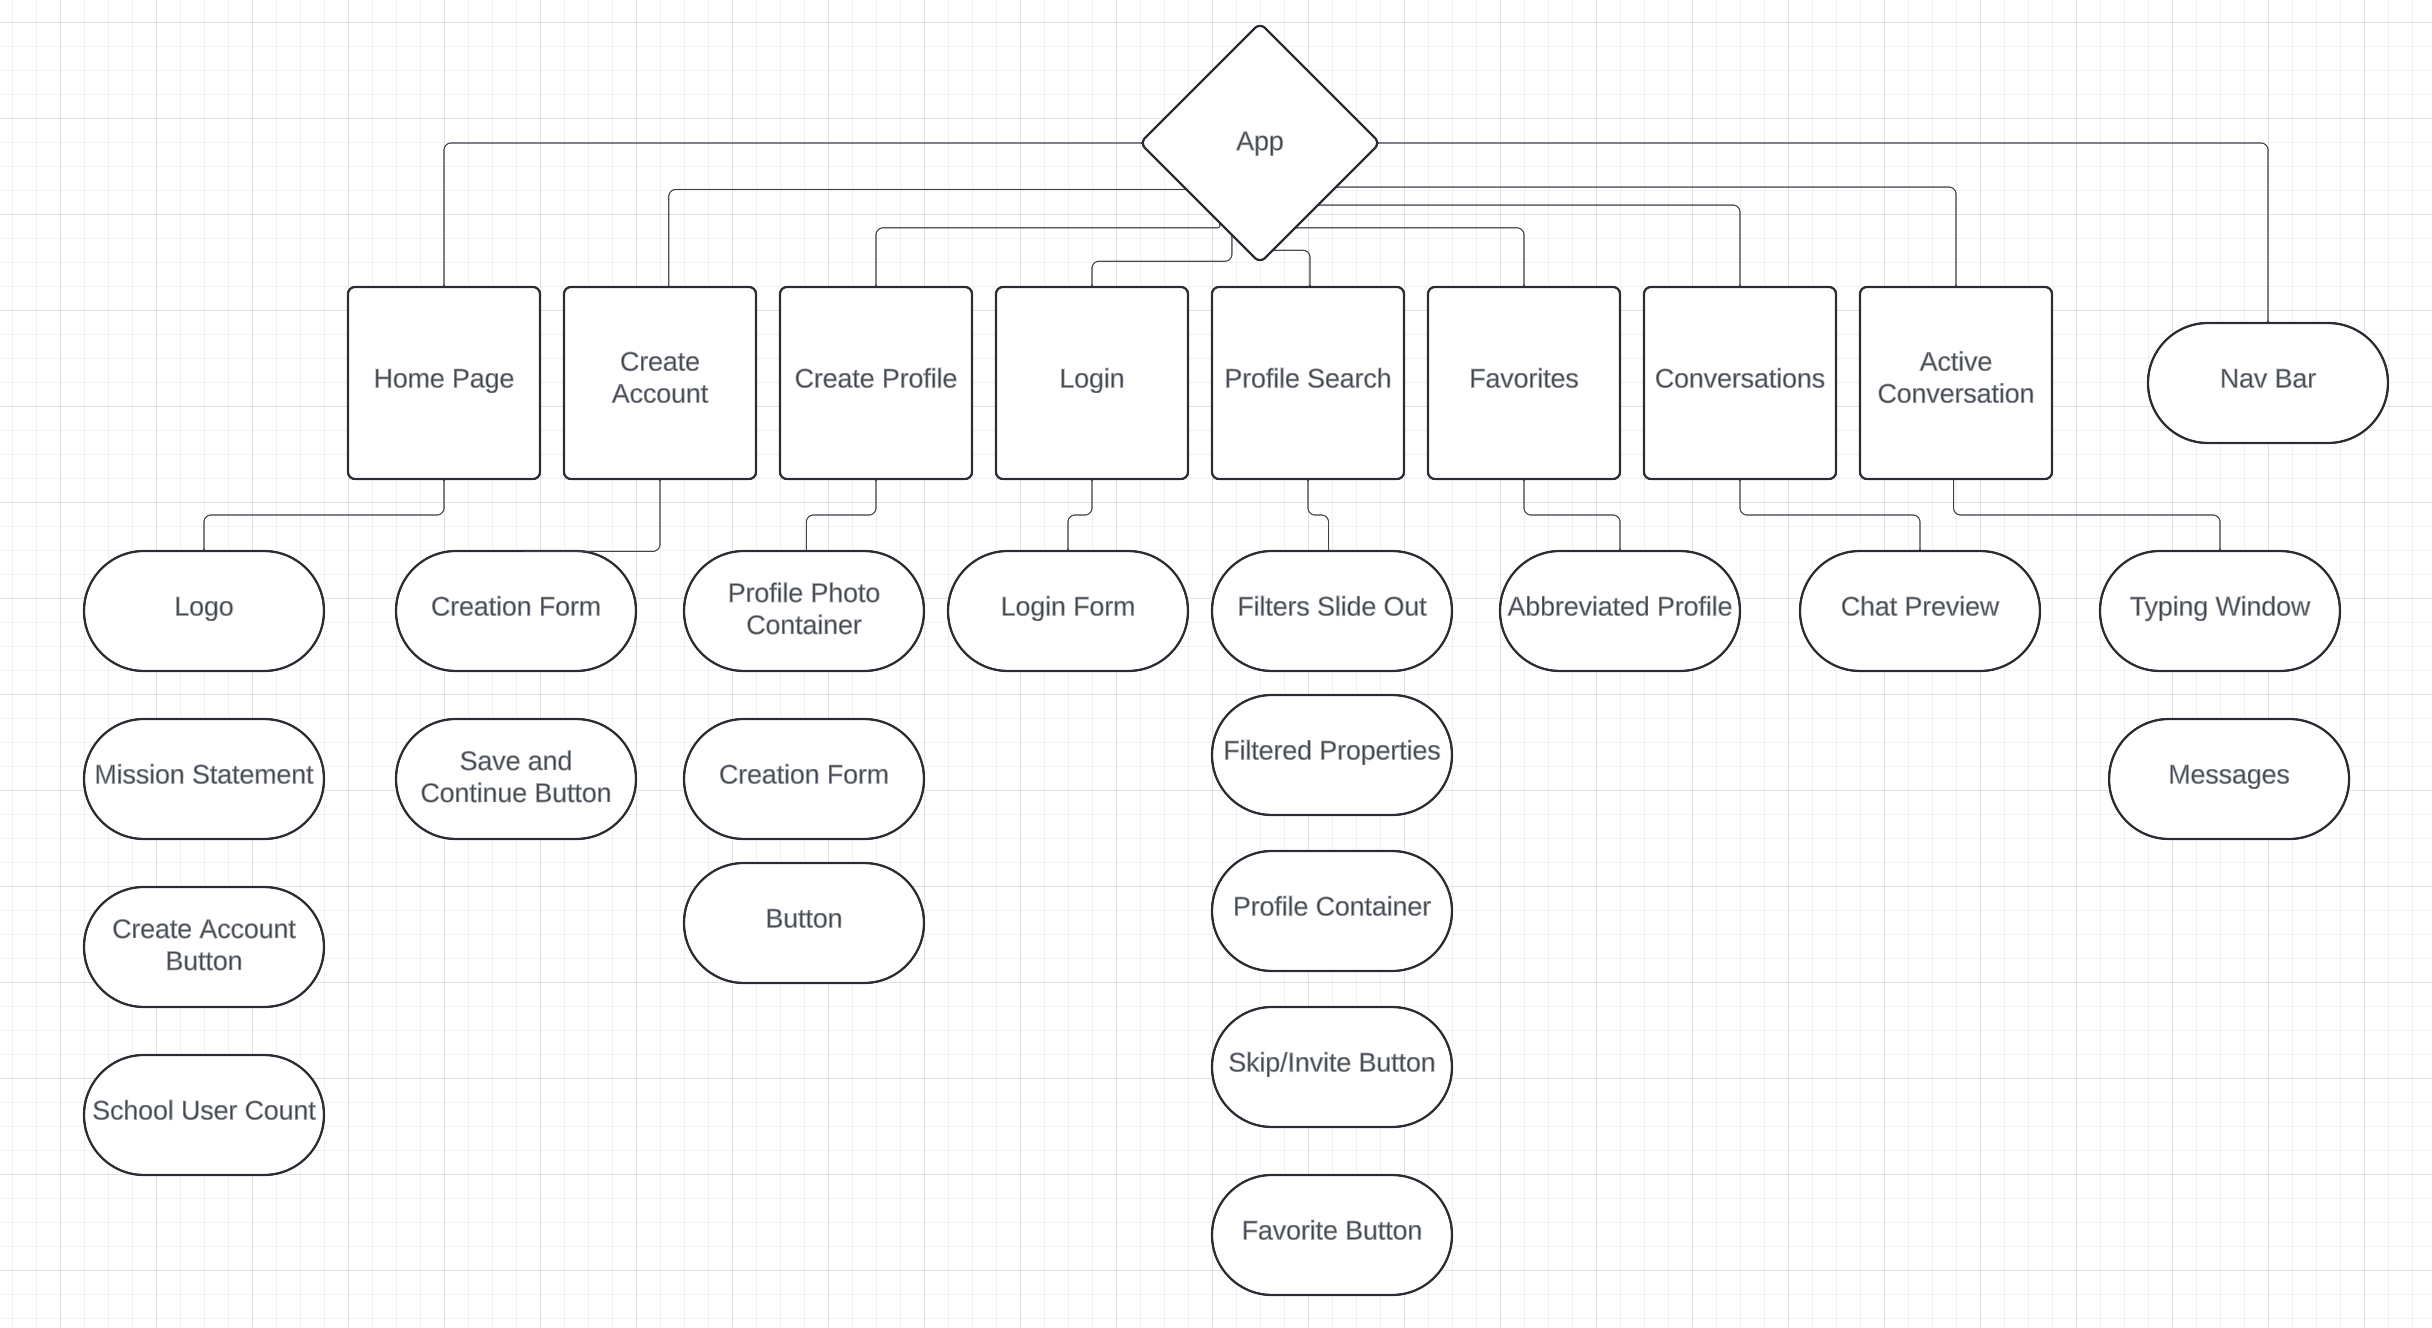 App
Home Page
Create
Account
Create Profile
Login
Profile Search
Favorites
Conversations
Active
Conversation
Nav Bar
Logo
Creation Form
Profile Photo
Container
Login Form
Filters Slide Out
Abbreviated Profile
Chat Preview
Typing Window
Mission Statement
Save and
Continue Button
Creation Form
Filtered Properties
Messages
Create Account
Button
Button
Profile Container
School User Count
Skip/Invite Button
Favorite Button